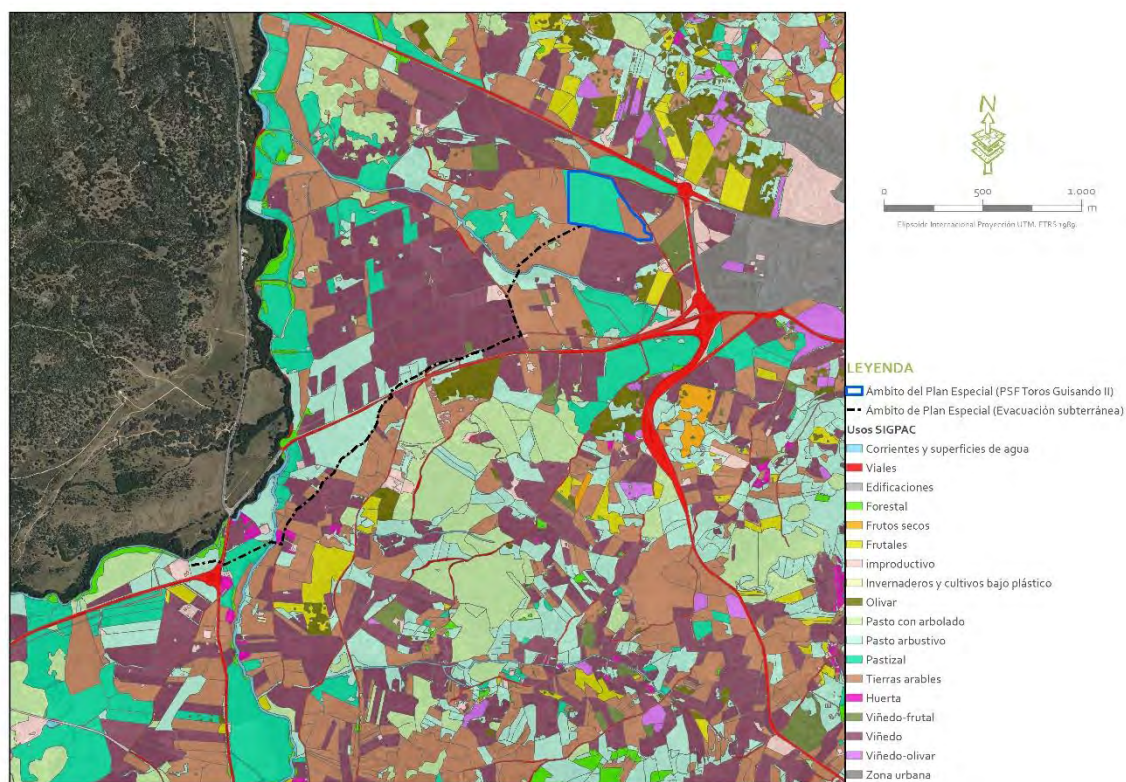 N
0 500 1.000
m
Elipsoide Internacional Proyección UTM. ETRS 1989.
LEYENDA
Ámbito del Plan Especial (PSF Toros Guisando II)
Ámbito de Plan Especial (Evacuación subterránea)
Usos SIGPAC
Corrientes y superficies de agua
Viales
Edificaciones
Forestal
Frutos secos
Frutales
improductivo
Invernaderos y cultivos bajo plástico
Olivar
Pasto con arbolado
Pasto arbustivo
Pastizal
Tierras arables
Huerta
Viñedo-frutal
Viñedo
Viñedo-olivar
Zona urbana